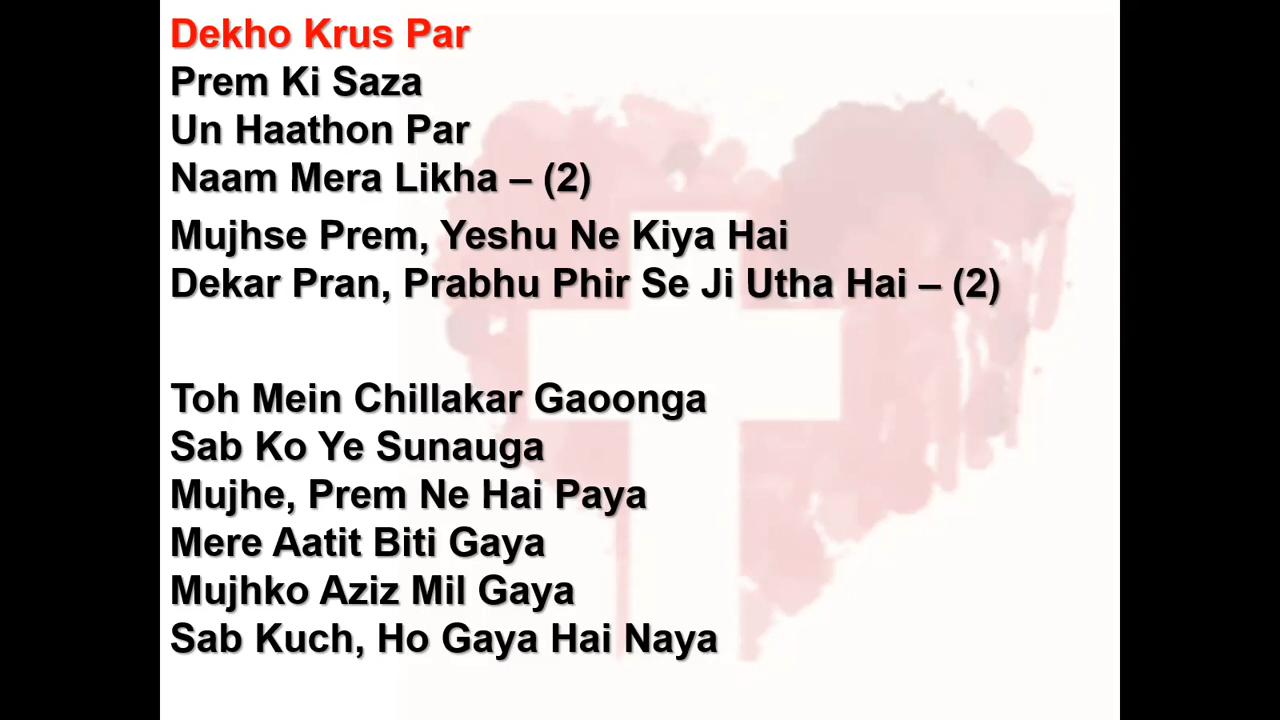 Dekho Krus Par
Prem Ki Saza
Un Haathon Par
Naam Mera Likha – (2)
Mujhse Prem, Yeshu Ne Kiya Hai
Dekar Pran, Prabhu Phir Se Ji Utha Hai – (2)
Toh Mein Chillakar Gaoonga
Sab Ko Ye Sunauga
Mujhe, Prem Ne Hai Paya
Mere Aatit Biti Gaya
Mujhko Aziz Mil Gaya
Sab Kuch, Ho Gaya Hai Naya